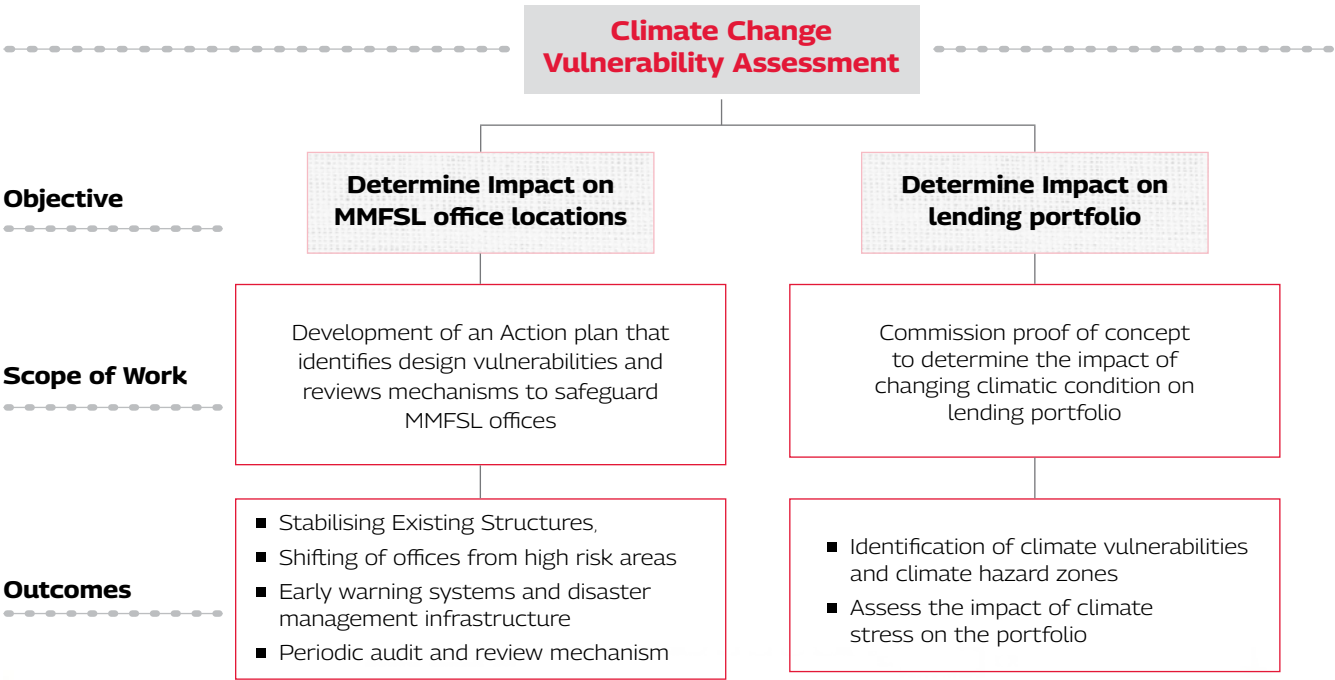 Climate Change
Vulnerability Assessment
Objective
Determine Impact on
MMFSL office locations
Determine Impact on
lending portfolio
Scope of Work
Development of an Action plan that
identifies design vulnerabilities and
reviews mechanisms to safeguard
MMFSL offices
Commission proof of concept
to determine the impact of
changing climatic condition on
lending portfolio
Outcomes
■ Stabilising Existing Structures,
■ Shifting of offices from high risk areas
■ Early warning systems and disaster
management infrastructure
■ Periodic audit and review mechanism
■ Identification of climate vulnerabilities
and climate hazard zones
■ Assess the impact of climate
stress on the portfolio